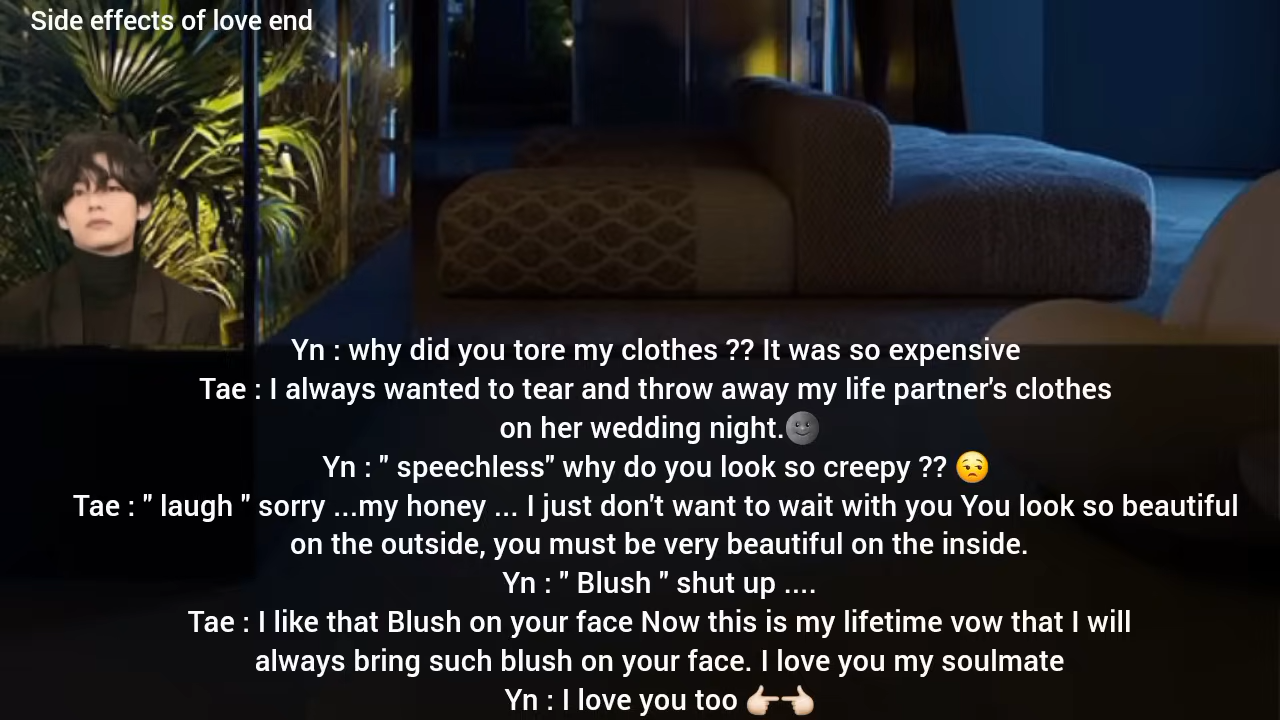 Side effects of love end
Yn : why did you tore my clothes ?? It was so expensive
Tae : I always wanted to tear and throw away my life partner's clothes
on her wedding night.🌚
Yn : " speechless" why do you look so creepy ?? 😒
Tae : " laugh " sorry ...my honey ... I just don't want to wait with you You look so beautiful
on the outside, you must be very beautiful on the inside.
Yn : " Blush " shut up ....
Tae : I like that Blush on your face Now this is my lifetime vow that I will
always bring such blush on your face. I love you my soulmate
Yn : I love you too 👉🏻👈🏻